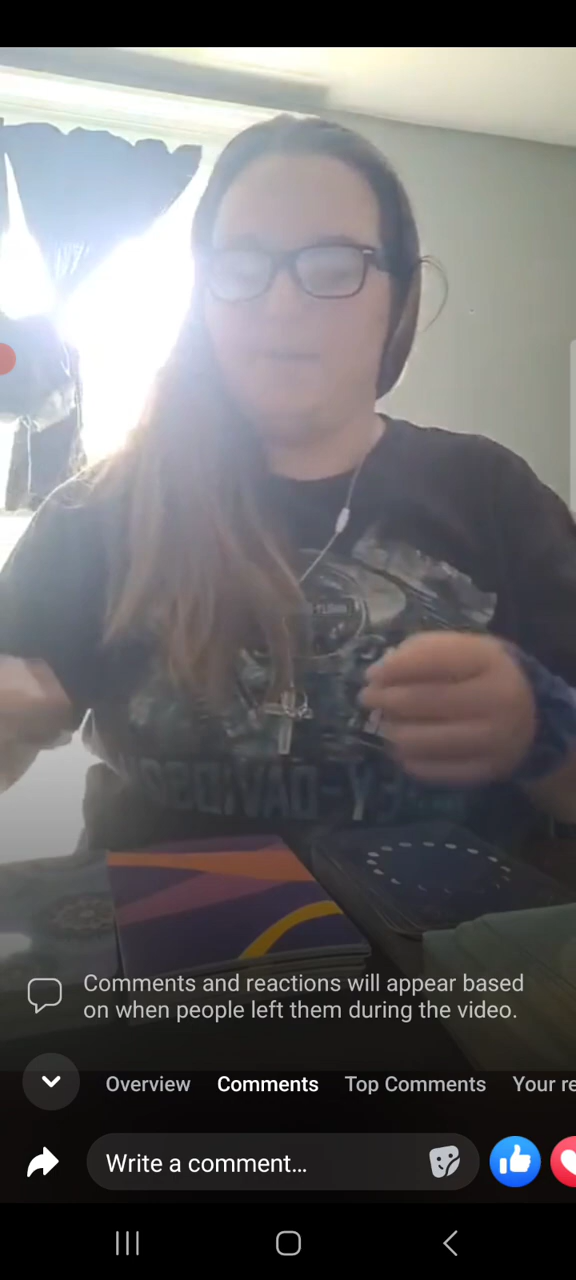 Comments and reactions will appear based
on when people left them during the video.
Overview Comments Top Comments Your re
Write a comment...